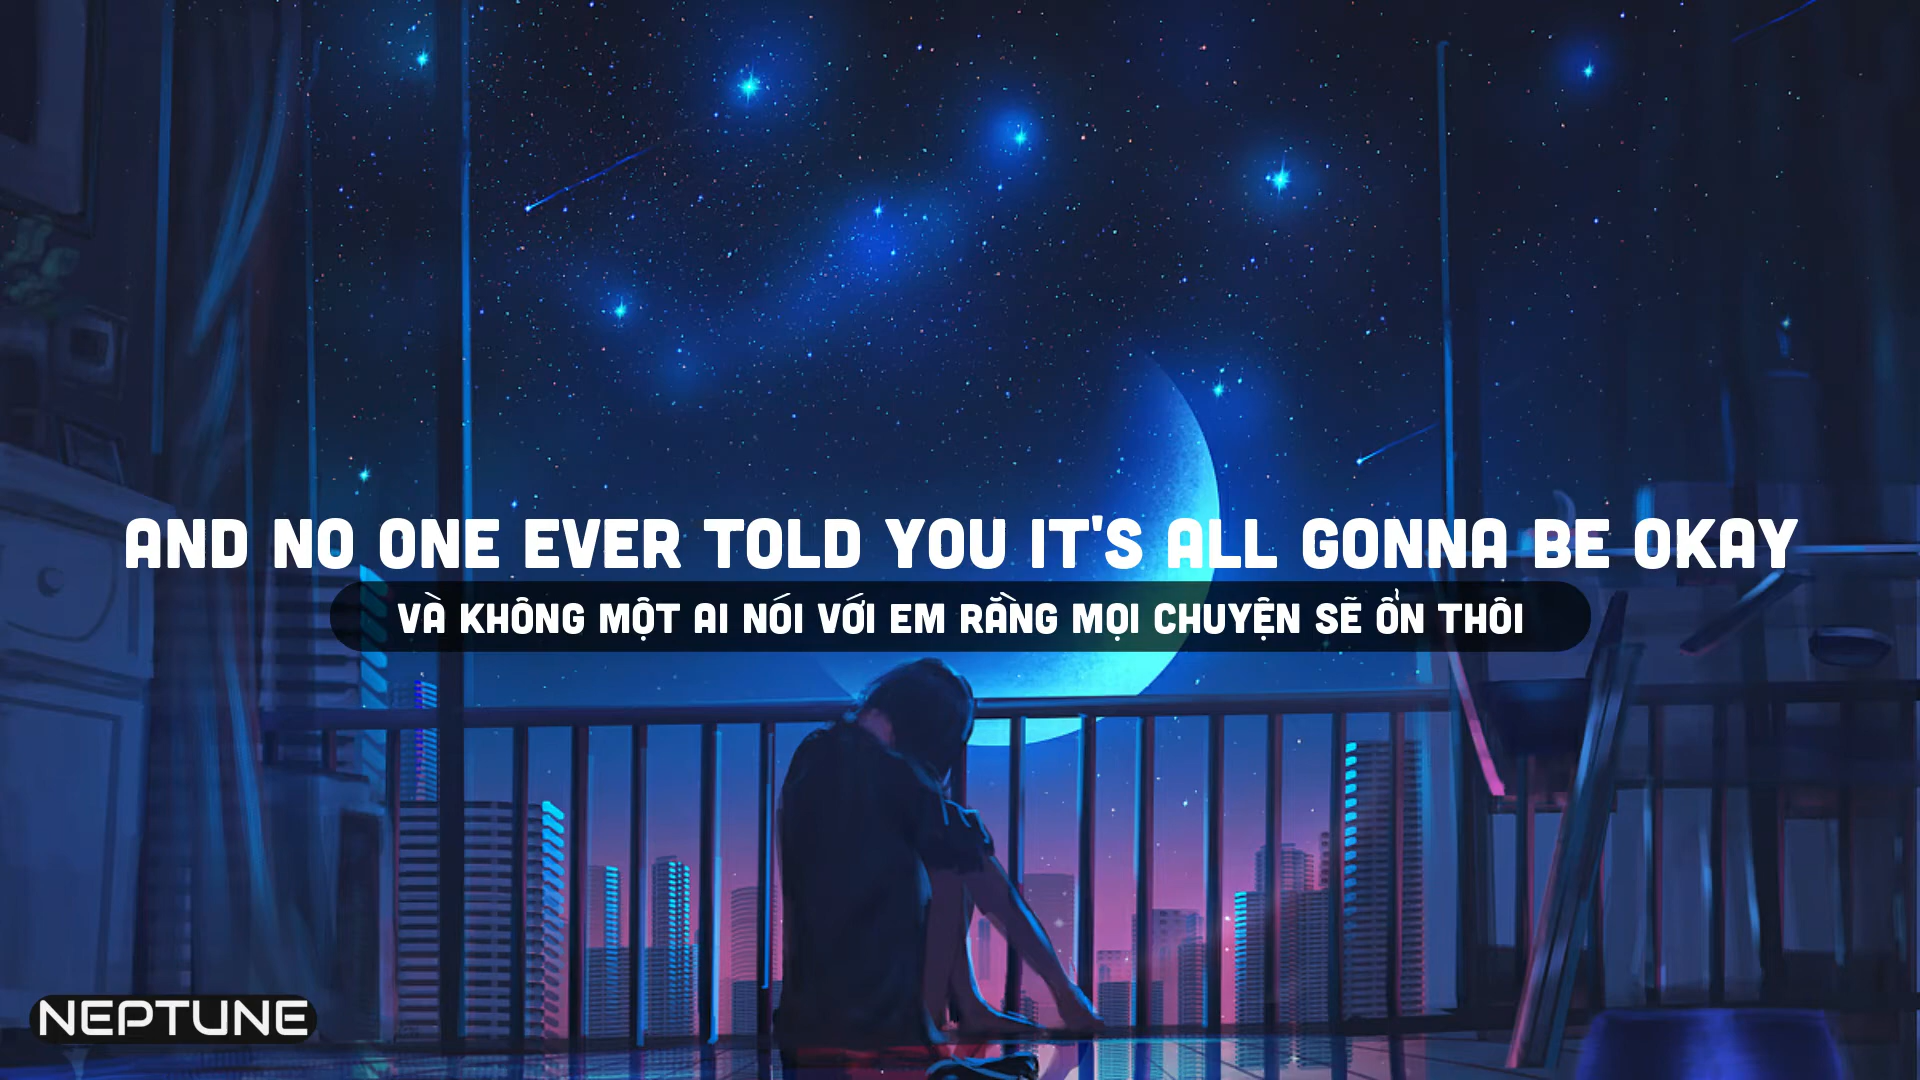 AND NO ONE EVER TOLD YOU IT'S ALL GONNA BE OKAY
VÀ KHÔNG MỘT AI NÓI VỚI EM RẰNG MỌI CHUYỆN SẼ ỔN THÔI
NEPTUNE